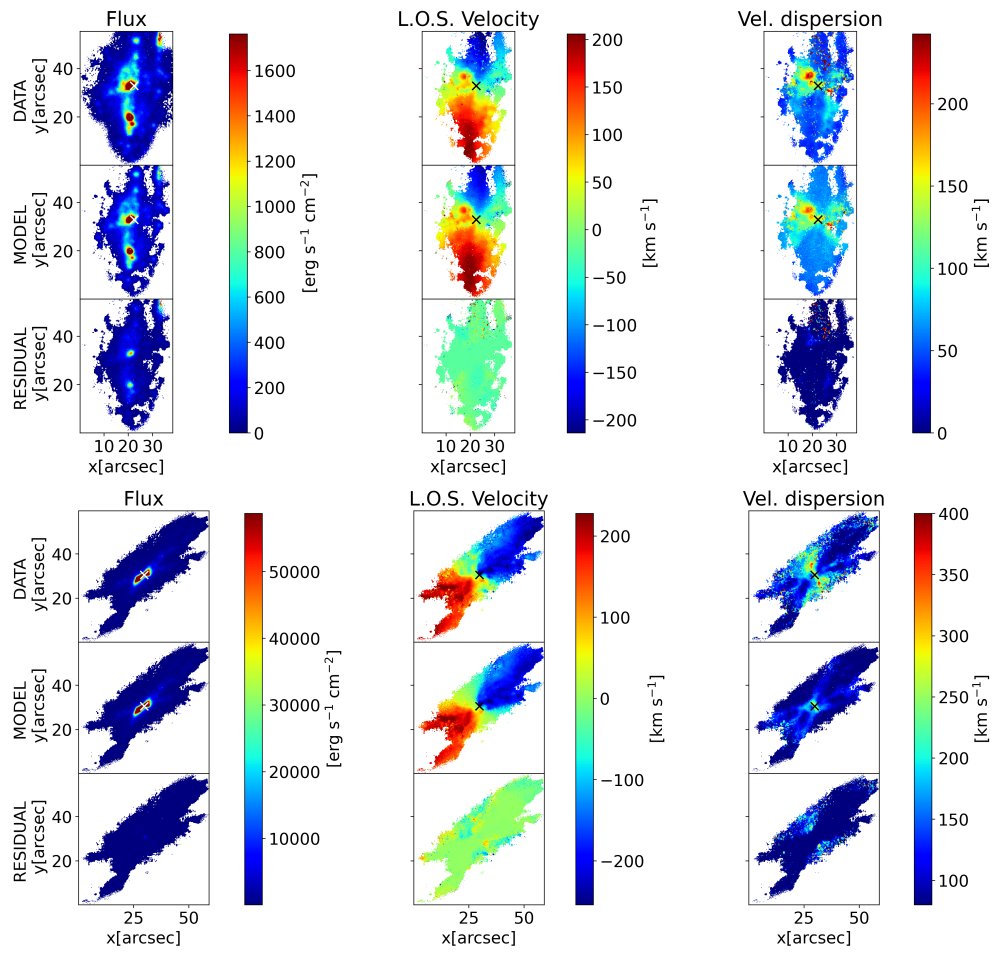 Flux
L.O.S. Velocity
Vel. dispersion
DATA
y[arcsec]
40
20
MODEL
y[arcsec]
40
20
RESIDUAL
y[arcsec]
40
20
10 20 30
x[arcsec]
1600
1400
1200
1000
800
600
400
200
0
[erg s⁻¹ cm⁻²]
10 20 30
x[arcsec]
200
150
100
50
0
−50
−100
−150
−200
[km s⁻¹]
10 20 30
x[arcsec]
200
150
100
50
0
[km s⁻¹]
Flux
L.O.S. Velocity
Vel. dispersion
DATA
y[arcsec]
40
20
MODEL
y[arcsec]
40
20
RESIDUAL
y[arcsec]
40
20
25 50
x[arcsec]
50000
40000
30000
20000
10000
[erg s⁻¹ cm⁻²]
25 50
x[arcsec]
200
100
0
−100
−200
[km s⁻¹]
25 50
x[arcsec]
400
350
300
250
200
150
100
[km s⁻¹]